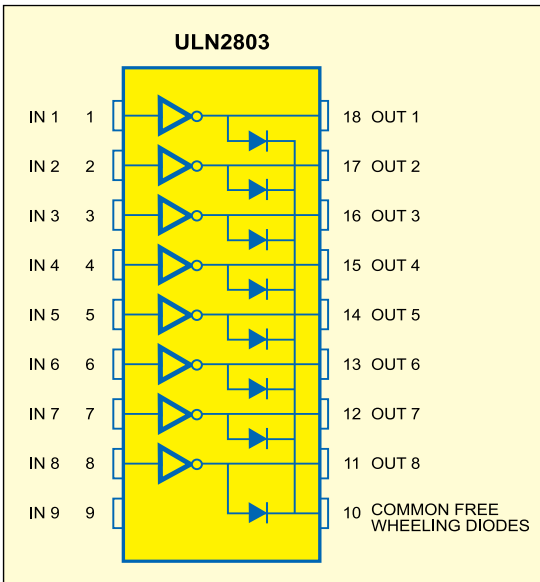 ULN2803
IN 1 1 18 OUT 1
IN 2 2 17 OUT 2
IN 3 3 16 OUT 3
IN 4 4 15 OUT 4
IN 5 5 14 OUT 5
IN 6 6 13 OUT 6
IN 7 7 12 OUT 7
IN 8 8 11 OUT 8
IN 9 9 10 COMMON FREE
WHEELING DIODES